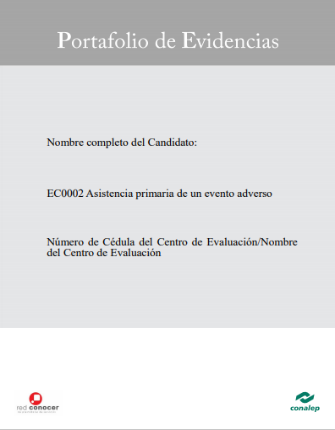 Portafolio de Evidencias
Nombre completo del Candidato:
EC0002 Asistencia primaria de un evento adverso
Número de Cédula del Centro de Evaluación/Nombre
del Centro de Evaluación
red conocer
conalep